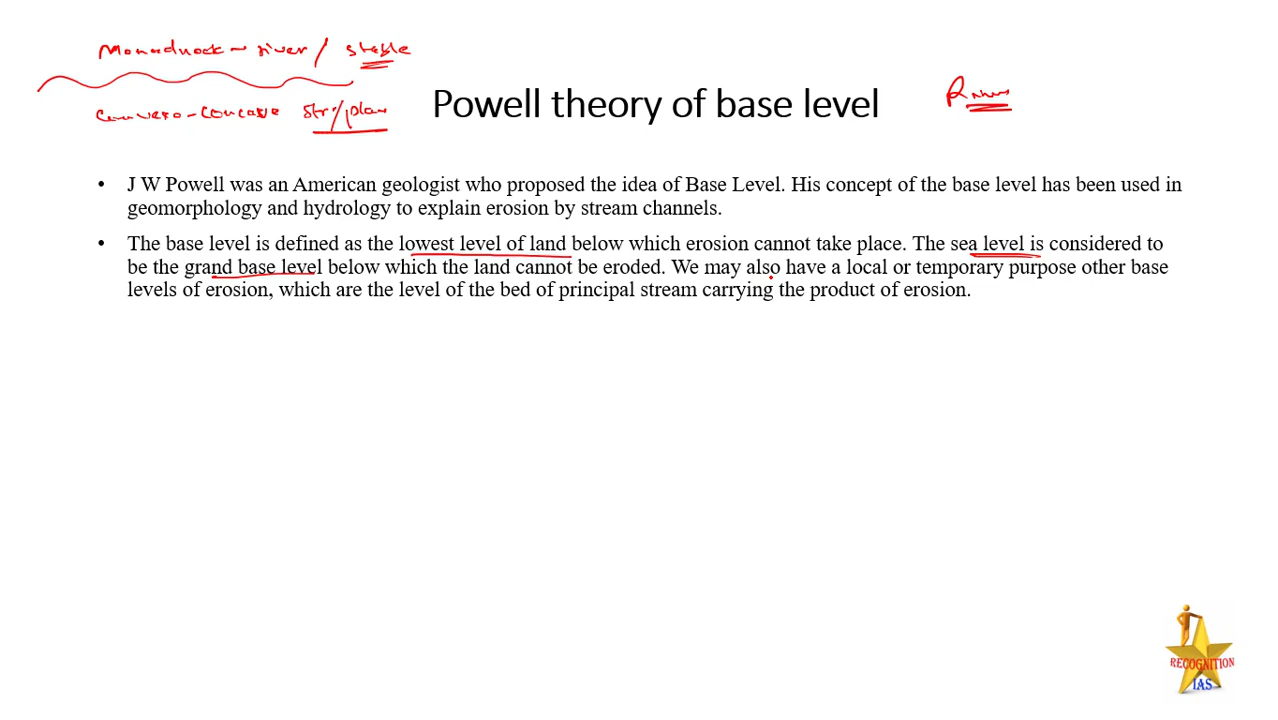 Monadnock - river / stable
Convexo - concave str/plan
Powell theory of base level
• J W Powell was an American geologist who proposed the idea of Base Level. His concept of the base level has been used in
geomorphology and hydrology to explain erosion by stream channels.
• The base level is defined as the lowest level of land below which erosion cannot take place. The sea level is considered to
be the grand base level below which the land cannot be eroded. We may also have a local or temporary purpose other base
levels of erosion, which are the level of the bed of principal stream carrying the product of erosion.
RECOGNITION
IAS